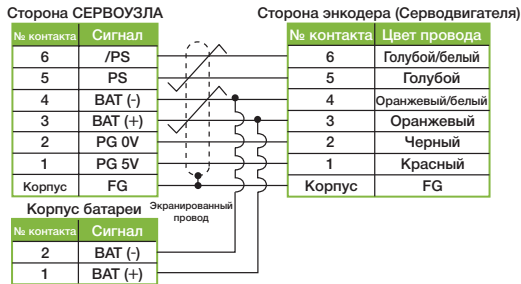 Сторона СЕРВОУЗЛА
Сторона энкодера (Серводвигателя)
№ контакта Сигнал
№ контакта Цвет провода
6 /PS
6 Голубой/белый
5 PS
5 Голубой
4 BAT (-)
4 Оранжевый/белый
3 BAT (+)
3 Оранжевый
2 PG 0V
2 Черный
1 PG 5V
1 Красный
Корпус FG
Корпус FG
Корпус батареи
Экранированный
провод
№ контакта Сигнал
2 BAT (-)
1 BAT (+)